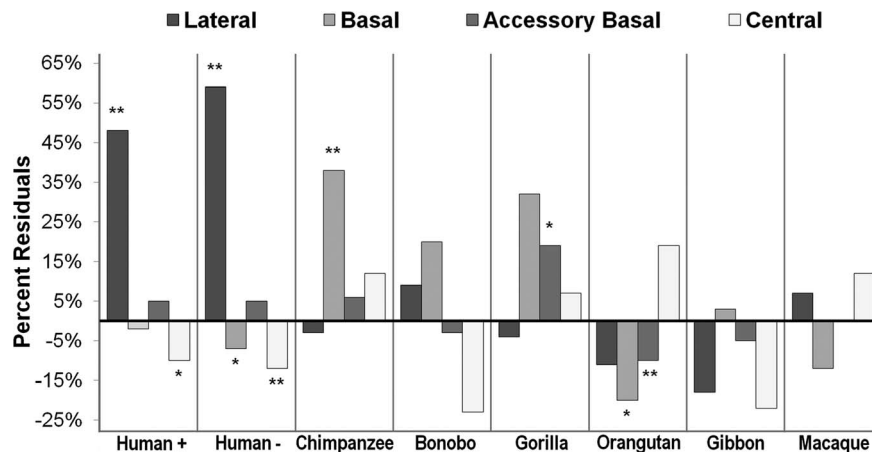 Lateral Basal Accessory Basal Central
65%
55%
45%
35%
25%
15%
5%
-5%
-15%
-25%
Percent Residuals
** ** ** * * * ** * **
Human + Human - Chimpanzee Bonobo Gorilla Orangutan Gibbon Macaque